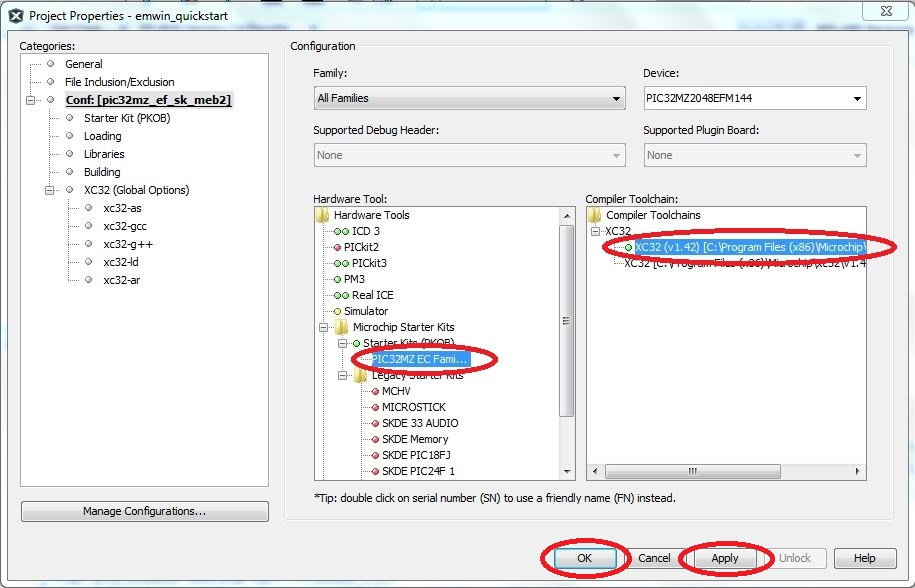 Project Properties - emwin_quickstart
Categories:
General
File Inclusion/Exclusion
Conf: [pic32mz_ef_sk_meb2]
Starter Kit (PKOB)
Loading
Libraries
Building
XC32 (Global Options)
xc32-as
xc32-gcc
xc32-g++
xc32-ld
xc32-ar
Manage Configurations...
Configuration
Family:
Device:
All Families
PIC32MZ2048EFM144
Supported Debug Header:
Supported Plugin Board:
None
None
Hardware Tool:
Hardware Tools
ICD 3
PICkit2
PICkit3
PM3
Real ICE
Simulator
Microchip Starter Kits
Starter Kits (PKOB)
PIC32MZ EC Fami...
Legacy Starter Kits
MCHV
MICROSTICK
SKDE 33 AUDIO
SKDE Memory
SKDE PIC18FJ
SKDE PIC24F 1
Compiler Toolchain:
Compiler Toolchains
XC32
XC32 (v1.42) [C:\Program Files (x86)\Microchip\
XC32 [C:\Program Files (x86)\Microchip\xc32\v1.4
*Tip: double click on serial number (SN) to use a friendly name (FN) instead.
OK
Cancel
Apply
Unlock
Help